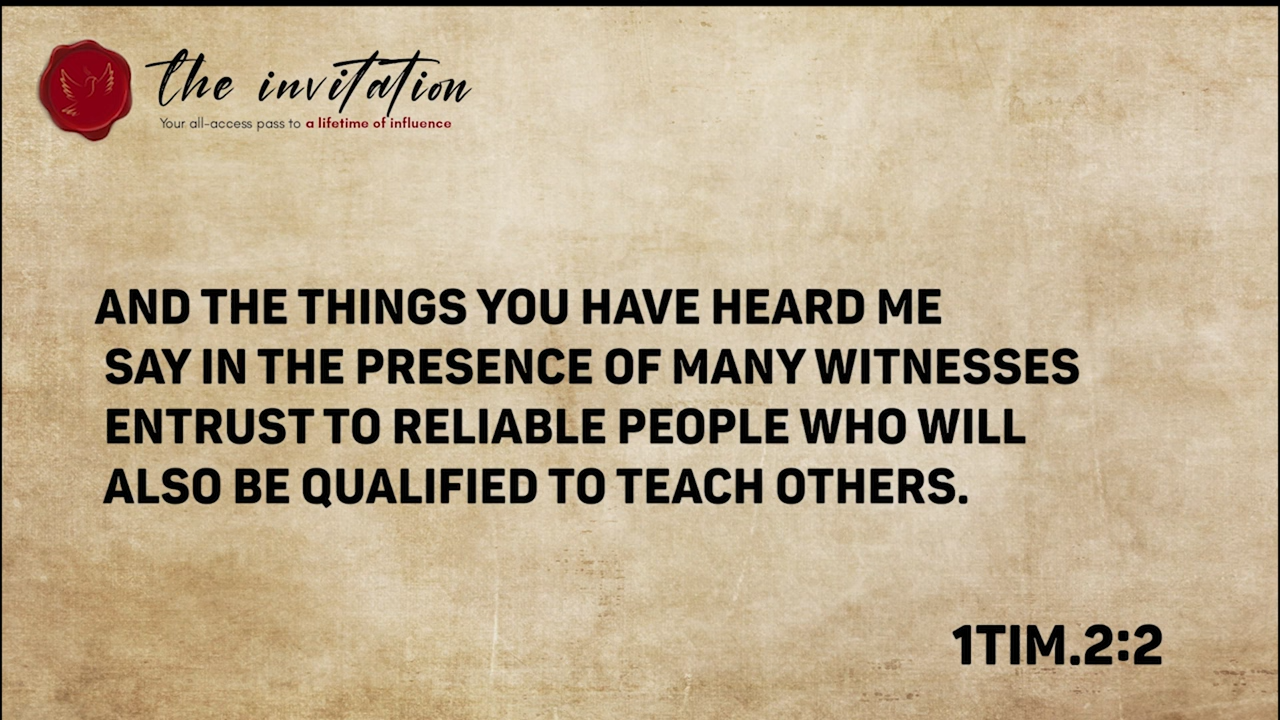 the invitation
Your all-access pass to a lifetime of influence
AND THE THINGS YOU HAVE HEARD ME
SAY IN THE PRESENCE OF MANY WITNESSES
ENTRUST TO RELIABLE PEOPLE WHO WILL
ALSO BE QUALIFIED TO TEACH OTHERS.
1TIM.2:2